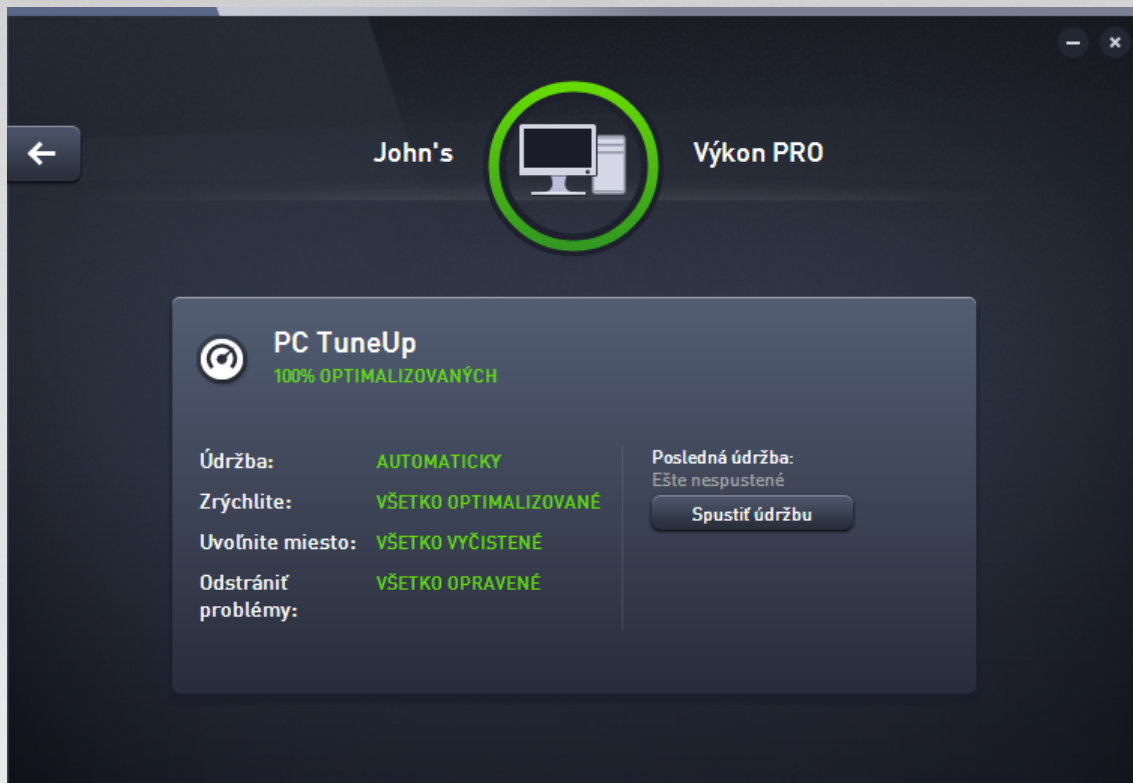 John's
Výkon PRO
PC TuneUp
100% OPTIMALIZOVANÝCH
Údržba: AUTOMATICKY
Zrýchlite: VŠETKO OPTIMALIZOVANÉ
Uvoľnite miesto: VŠETKO VYČISTENÉ
Odstrániť VŠETKO OPRAVENÉ
problémy:
Posledná údržba:
Ešte nespustené
Spustiť údržbu